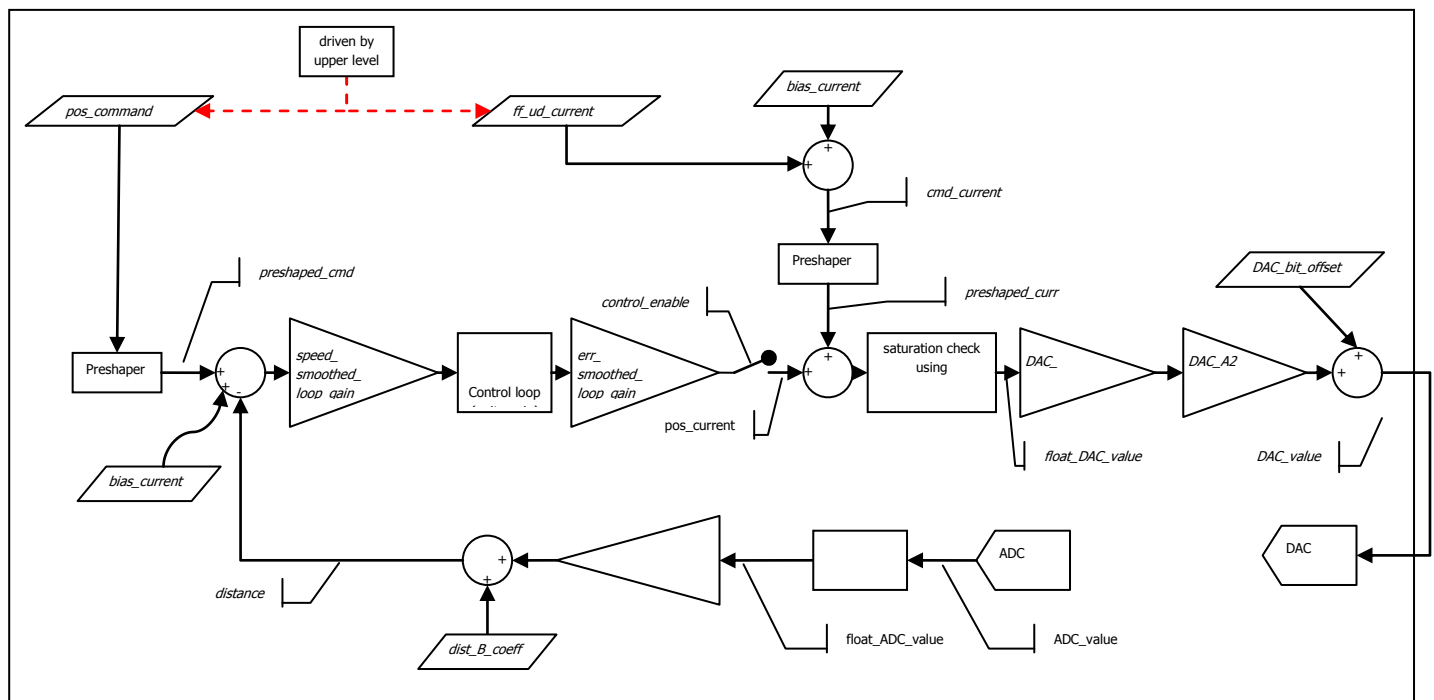 driven by
upper level
pos_command
ff_ud_current
bias_current
+
+
cmd_current
Preshaper
preshaped_curr
DAC_bit_offset
preshaped_cmd
control_enable
Preshaper
+
+
-
speed_
smoothed_
loop_gain
Control loop
err_
smoothed_
loop_gain
pos_current
+
+
saturation check
using
float_DAC_value
DAC_
DAC_A2
+
+
DAC_value
bias_current
DAC
ADC
ADC_value
float_ADC_value
+
+
distance
dist_B_coeff